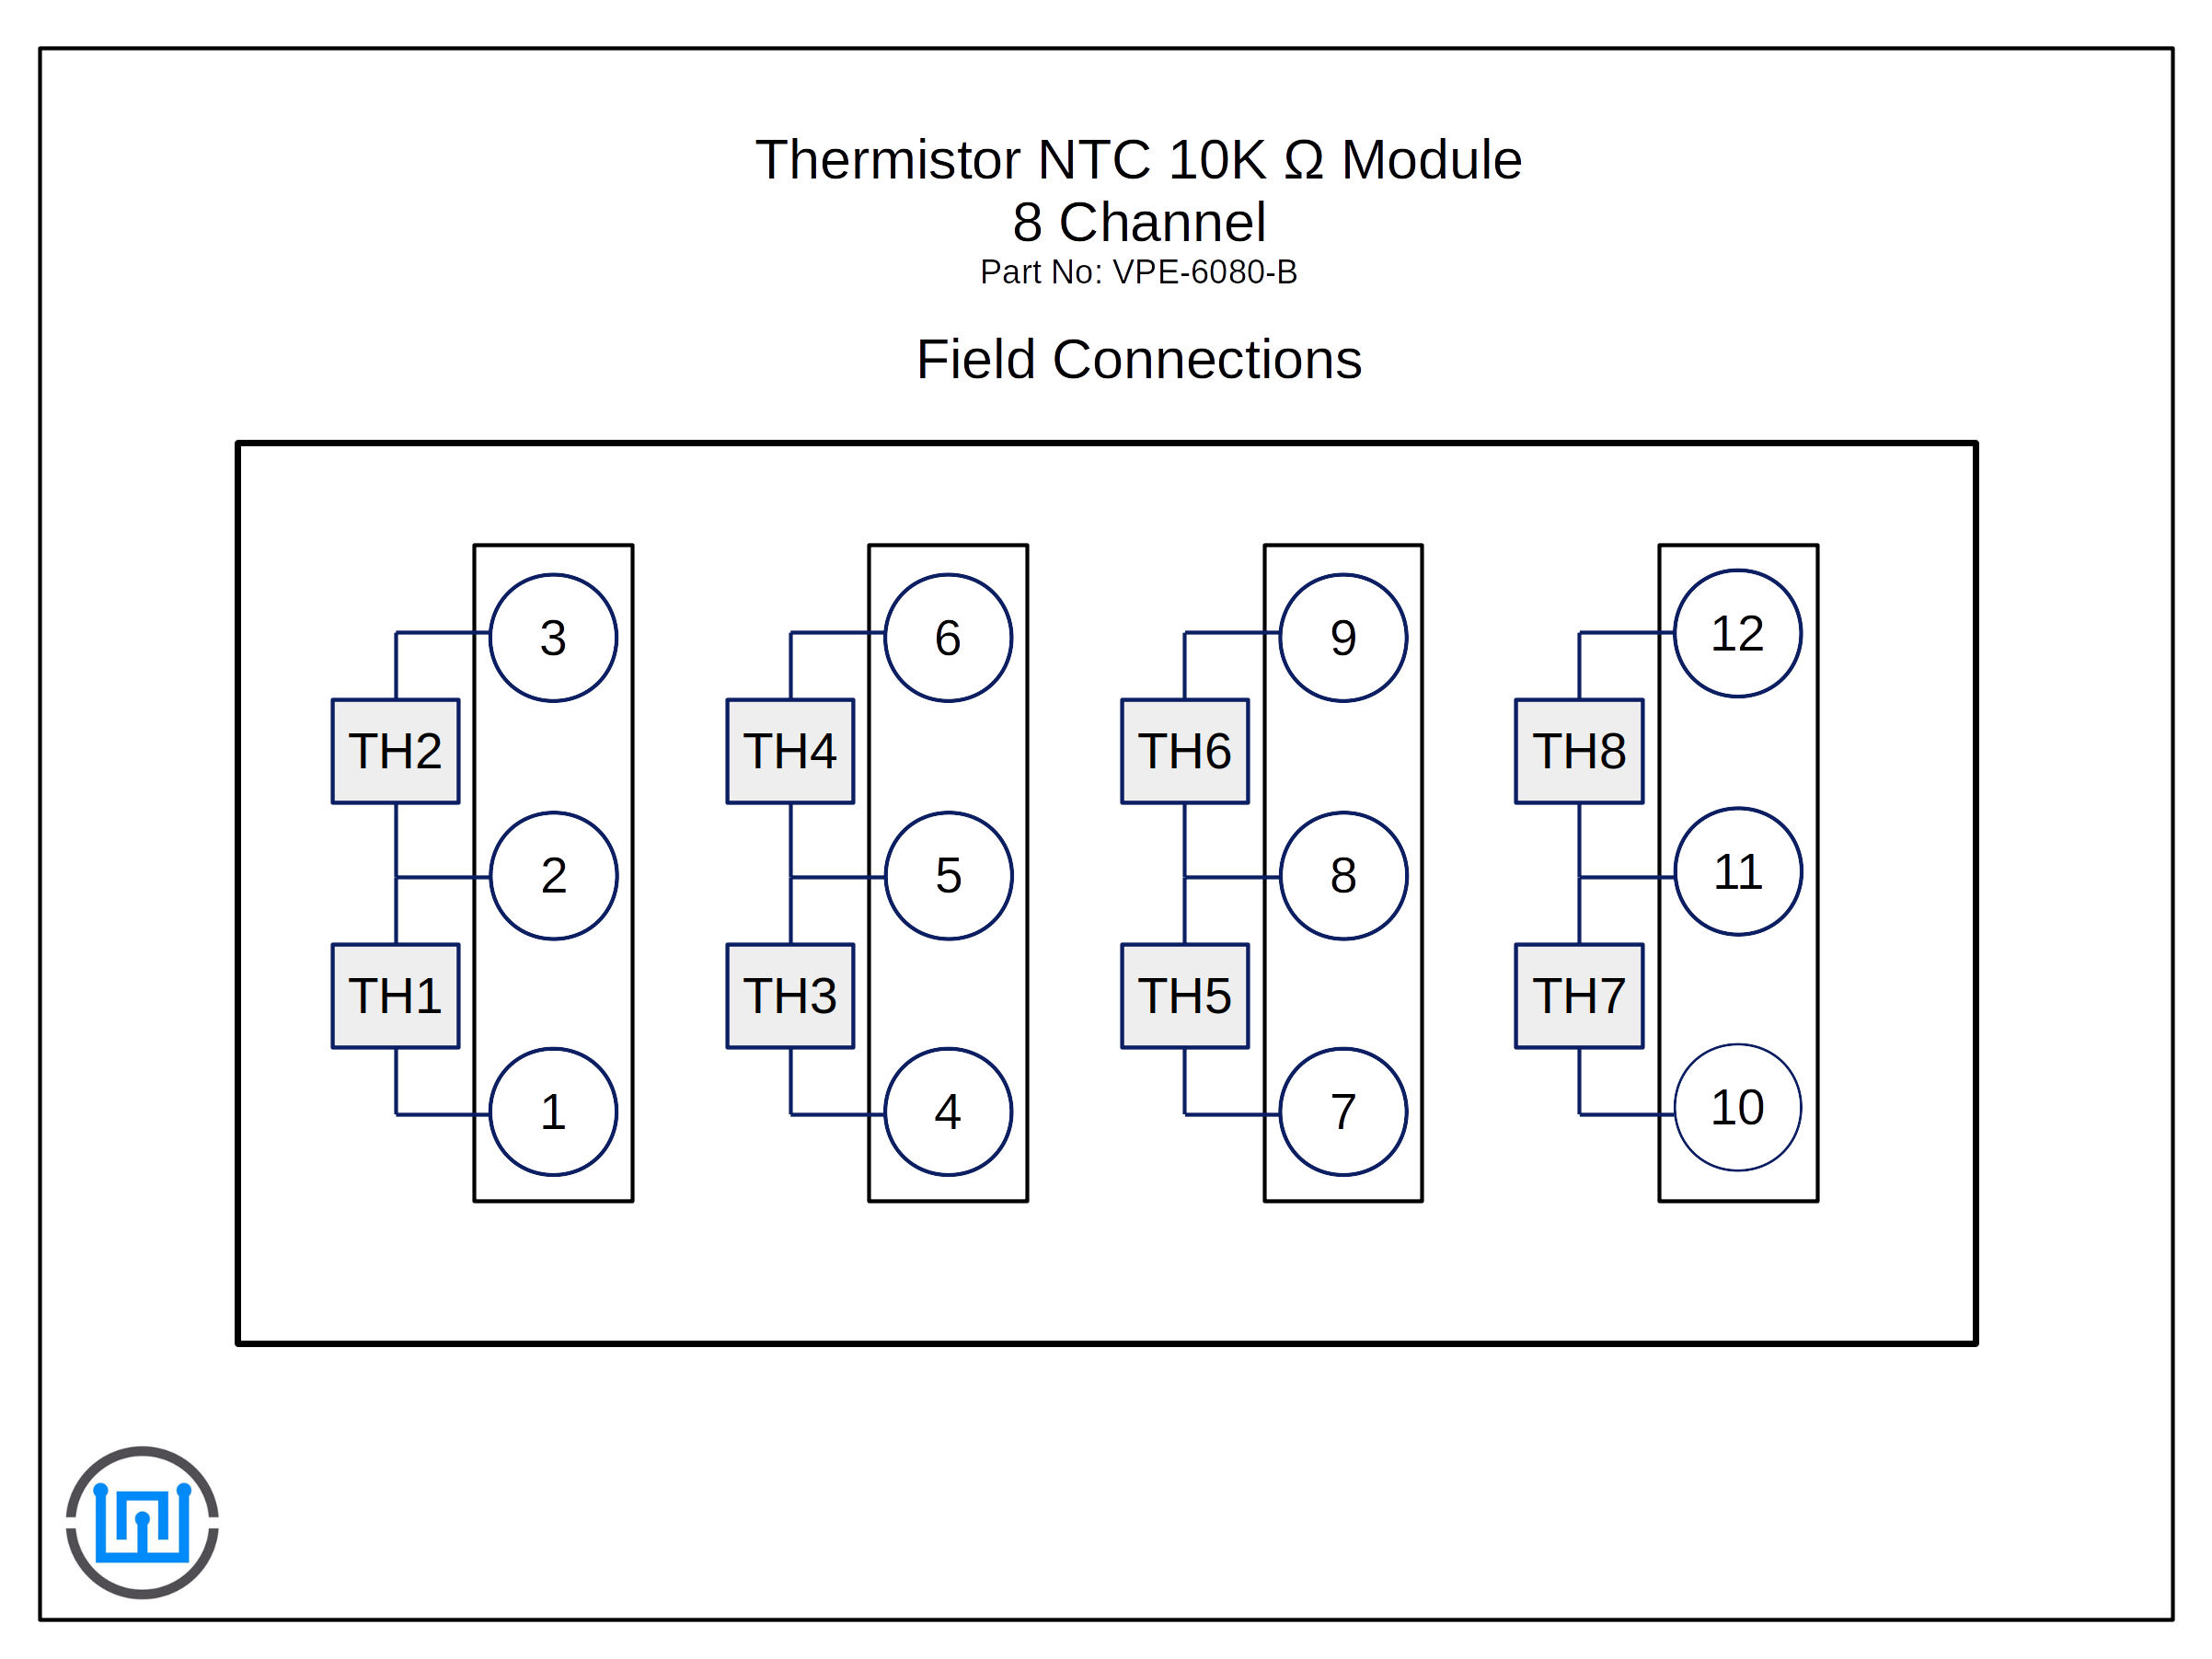 Thermistor NTC 10K Ω Module
8 Channel
Part No: VPE-6080-B
Field Connections
3 6 9 12
TH2 TH4 TH6 TH8
2 5 8 11
TH1 TH3 TH5 TH7
1 4 7 10